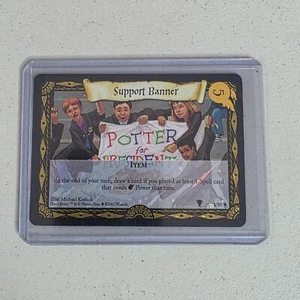 Support Banner
5
POTTER
for
PRESIDENT
ITEM
At the end of your turn, draw a card if you played at least 1 Spell card
that needs Power that turn.